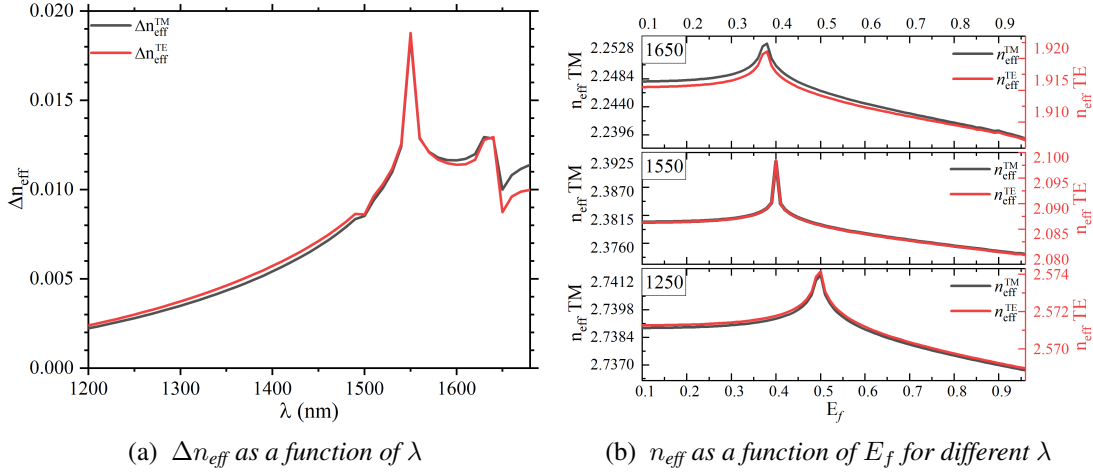 (a)
0.020
0.015
0.010
0.005
0.000
Δn_eff
Δn_eff^TM
Δn_eff^TE
1200 1300 1400 1500 1600
λ (nm)
(b)
0.1 0.2 0.3 0.4 0.5 0.6 0.7 0.8 0.9
1650
n_eff TM
2.2528
2.2484
2.2440
2.2396
n_eff^TM
n_eff^TE
1.920
1.915
1.910
n_eff TE
1550
n_eff TM
2.3925
2.3870
2.3815
2.3760
n_eff^TM
n_eff^TE
2.100
2.095
2.090
2.085
2.080
n_eff TE
1250
n_eff TM
2.7412
2.7398
2.7384
2.7370
n_eff^TM
n_eff^TE
2.574
2.572
2.570
n_eff TE
0.1 0.2 0.3 0.4 0.5 0.6 0.7 0.8 0.9
E_f
(a) Δn_eff as a function of λ
(b) n_eff as a function of E_f for different λ